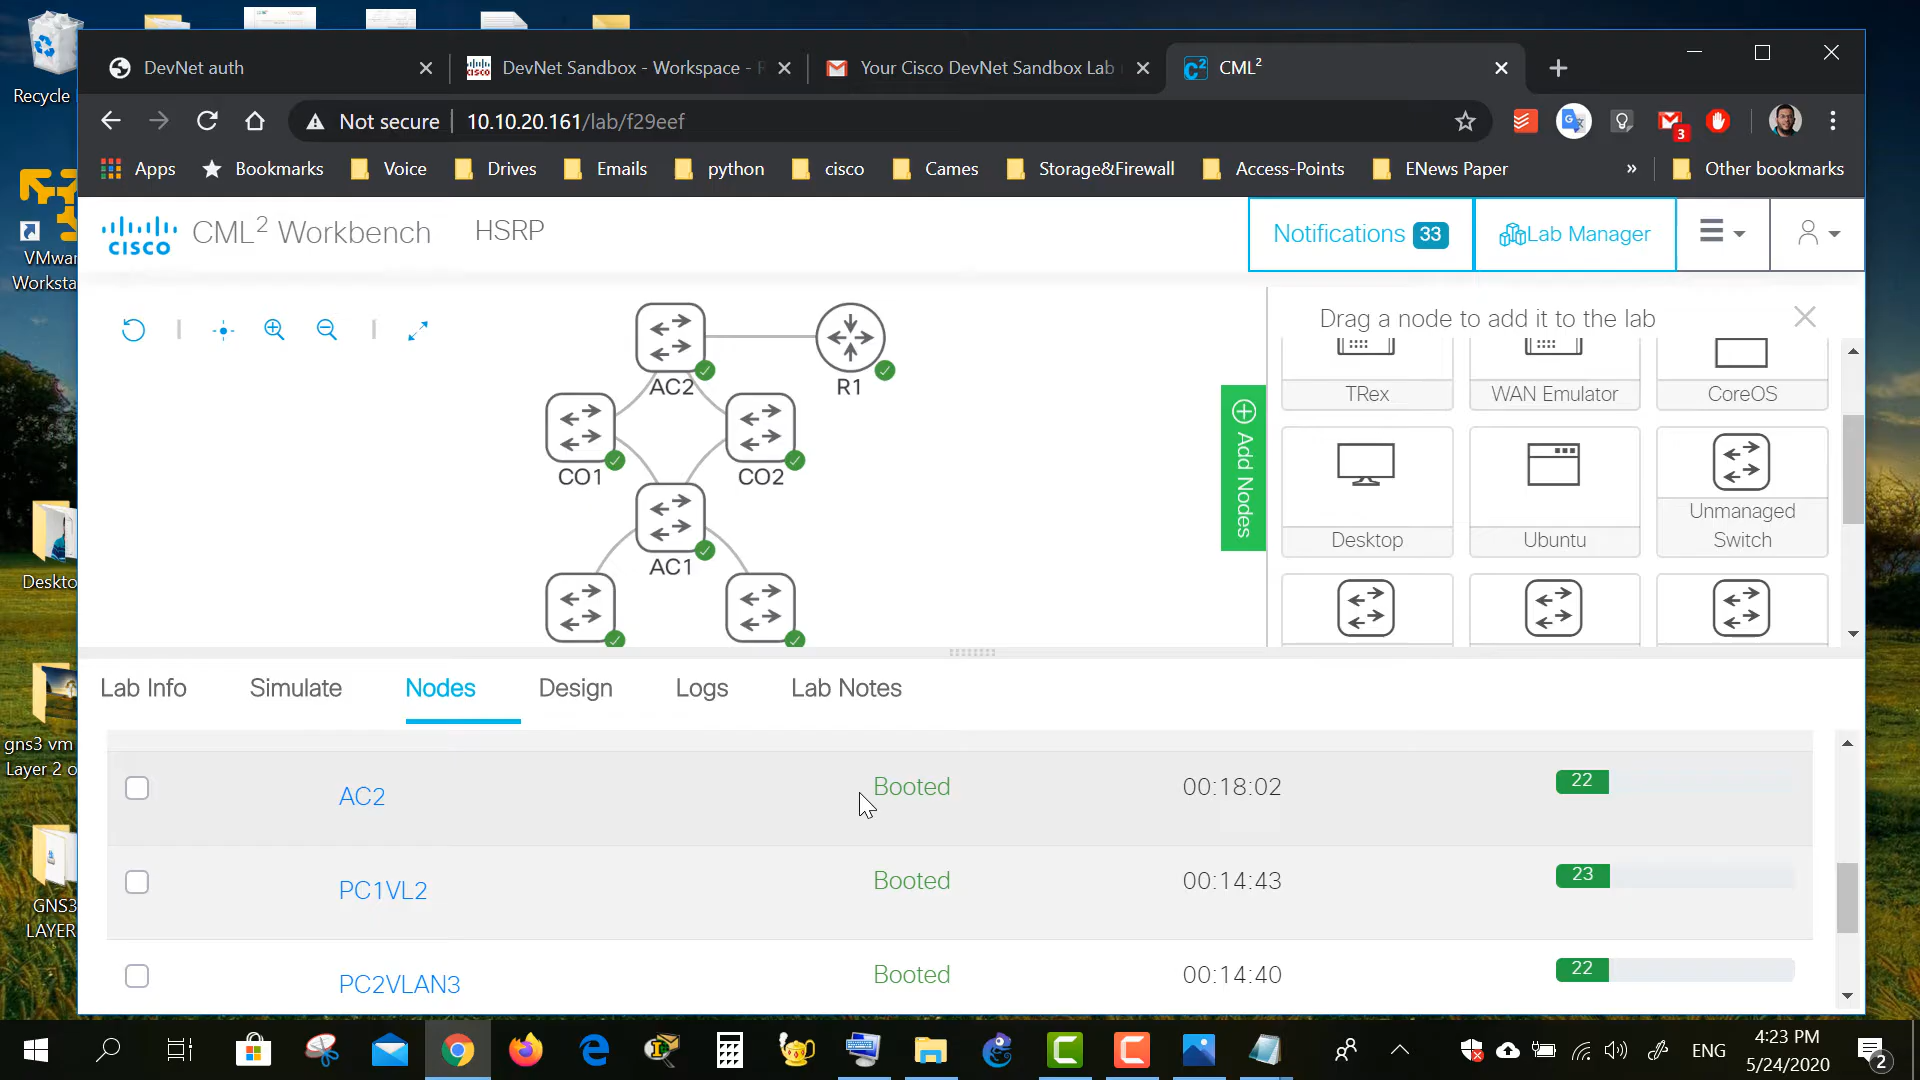 Recycle
VMwar
Worksta
Deskto
gns3 vm
Layer 2 o
GNS3
LAYER
DevNet auth
DevNet Sandbox - Workspace -
Your Cisco DevNet Sandbox Lab
CML²
Not secure
10.10.20.161/lab/f29eef
3
Apps
Bookmarks
Voice
Drives
Emails
python
cisco
Cames
Storage&Firewall
Access-Points
ENews Paper
»
Other bookmarks
cisco
CML² Workbench
HSRP
Notifications 33
Lab Manager
AC2
R1
CO1
CO2
AC1
Add Nodes
Drag a node to add it to the lab
TRex
WAN Emulator
CoreOS
Desktop
Ubuntu
Unmanaged
Switch
Lab Info
Simulate
Nodes
Design
Logs
Lab Notes
AC2 Booted 00:18:02 22
PC1VL2 Booted 00:14:43 23
PC2VLAN3 Booted 00:14:40 22
ENG
4:23 PM
5/24/2020
2